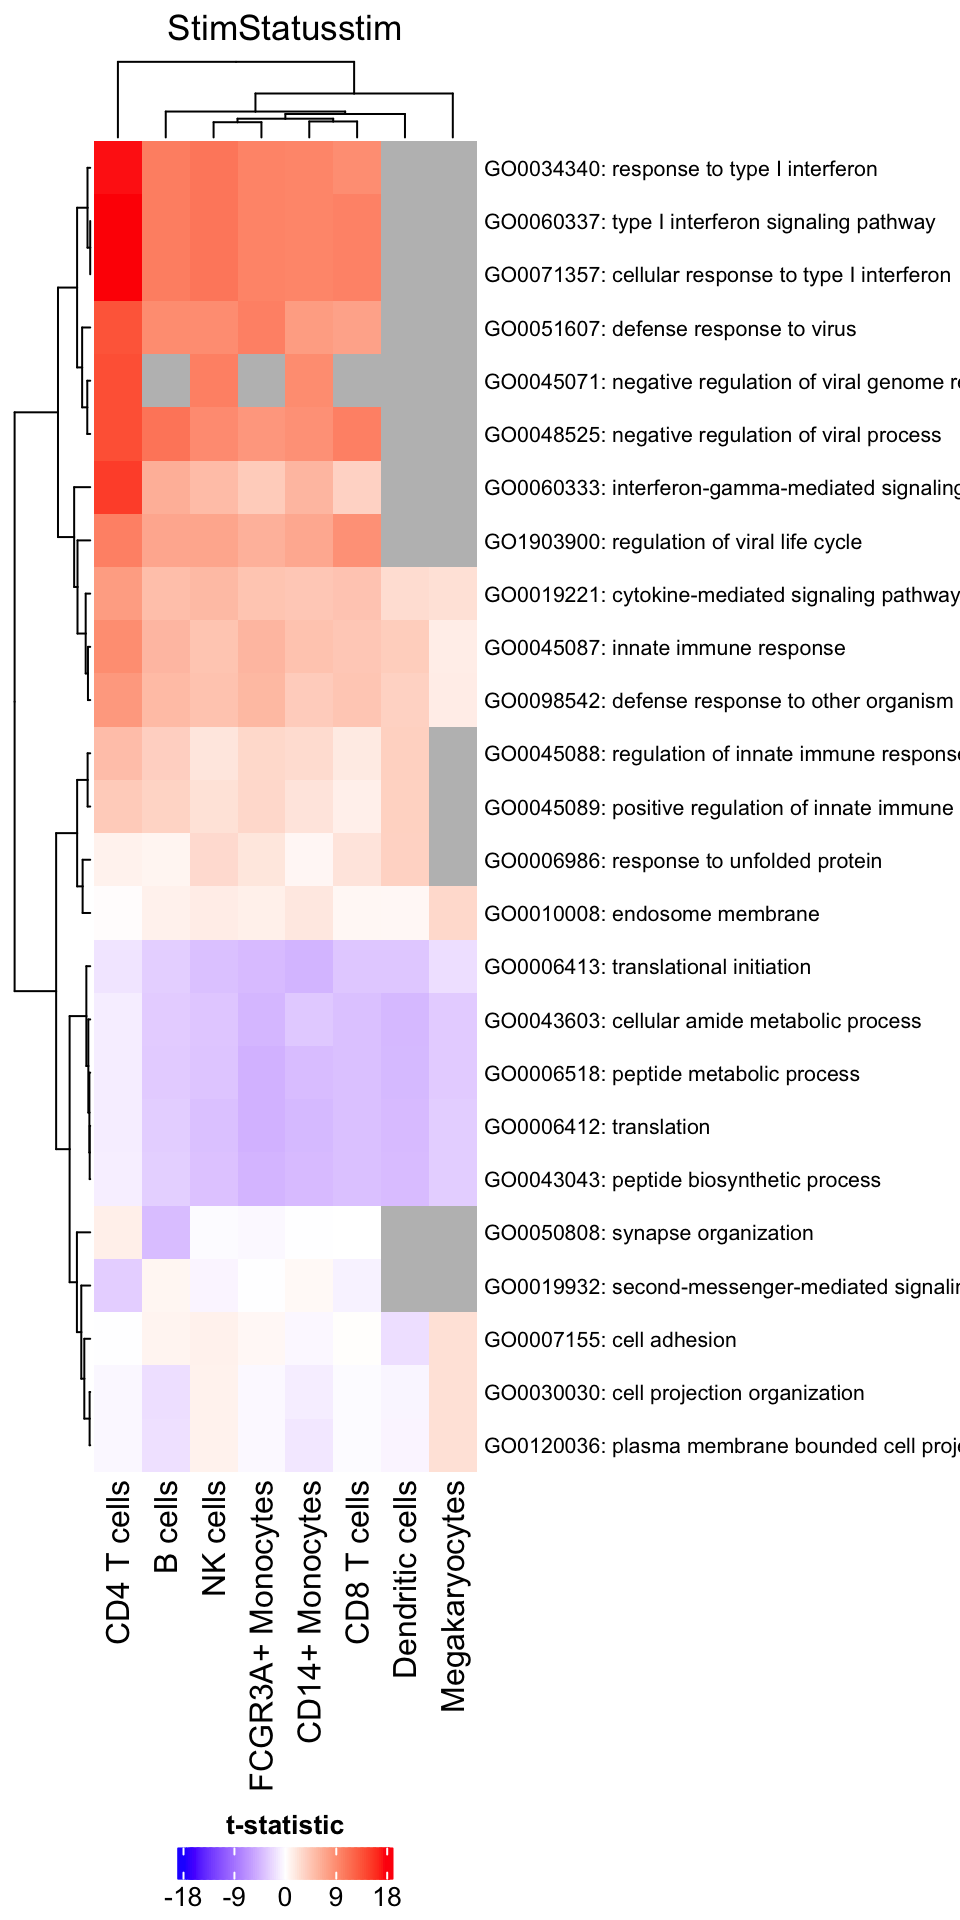 StimStatusstim
GO0034340: response to type I interferon
GO0060337: type I interferon signaling pathway
GO0071357: cellular response to type I interferon
GO0051607: defense response to virus
GO0045071: negative regulation of viral genome re
GO0048525: negative regulation of viral process
GO0060333: interferon-gamma-mediated signaling
GO1903900: regulation of viral life cycle
GO0019221: cytokine-mediated signaling pathway
GO0045087: innate immune response
GO0098542: defense response to other organism
GO0045088: regulation of innate immune response
GO0045089: positive regulation of innate immune
GO0006986: response to unfolded protein
GO0010008: endosome membrane
GO0006413: translational initiation
GO0043603: cellular amide metabolic process
GO0006518: peptide metabolic process
GO0006412: translation
GO0043043: peptide biosynthetic process
GO0050808: synapse organization
GO0019932: second-messenger-mediated signalin
GO0007155: cell adhesion
GO0030030: cell projection organization
GO0120036: plasma membrane bounded cell proje
CD4 T cells
B cells
NK cells
FCGR3A+ Monocytes
CD14+ Monocytes
CD8 T cells
Dendritic cells
Megakaryocytes
t-statistic
-18 -9 0 9 18